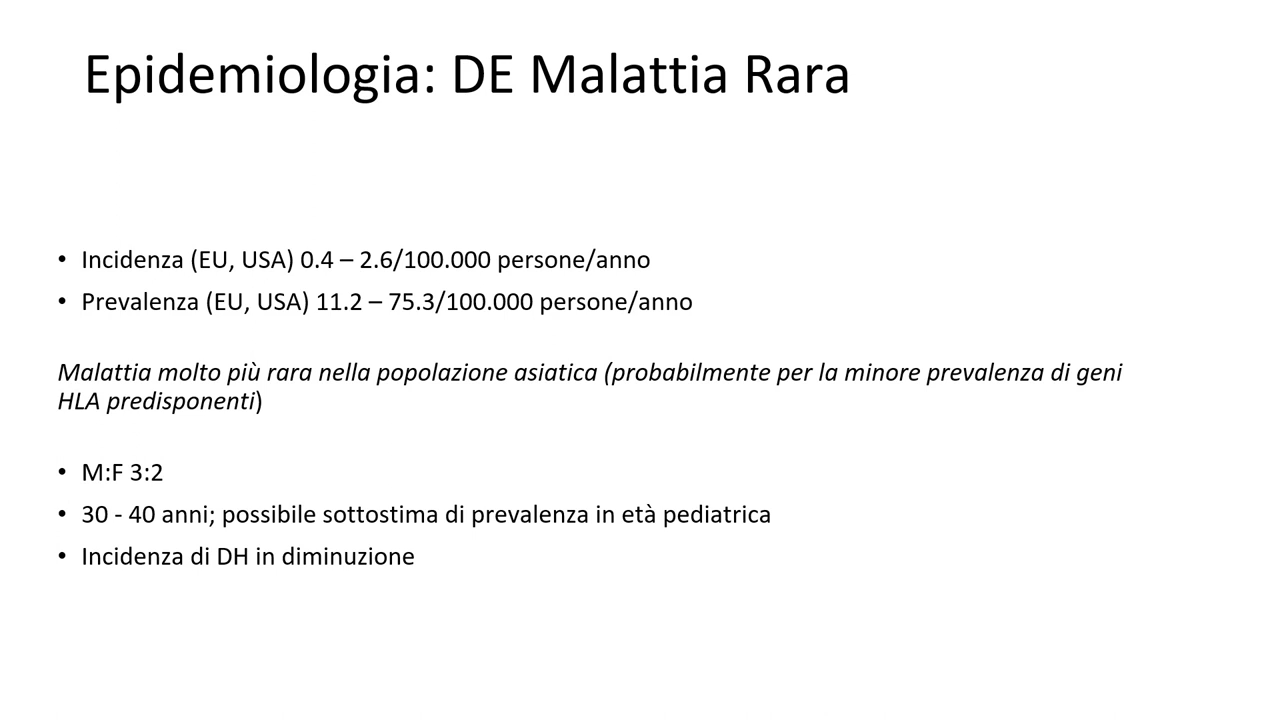 Epidemiologia: DE Malattia Rara
• Incidenza (EU, USA) 0.4 – 2.6/100.000 persone/anno
• Prevalenza (EU, USA) 11.2 – 75.3/100.000 persone/anno
Malattia molto più rara nella popolazione asiatica (probabilmente per la minore prevalenza di geni
HLA predisponenti)
• M:F 3:2
• 30 - 40 anni; possibile sottostima di prevalenza in età pediatrica
• Incidenza di DH in diminuzione